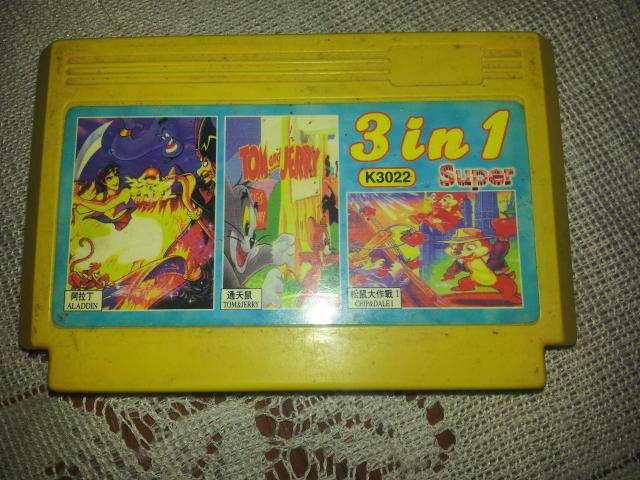 3 in 1
K3022
Super
TOM and JERRY
阿拉丁
ALADDIN
通天鼠
TOM&JERRY
松鼠大作戰 I
CHIP&DALE I